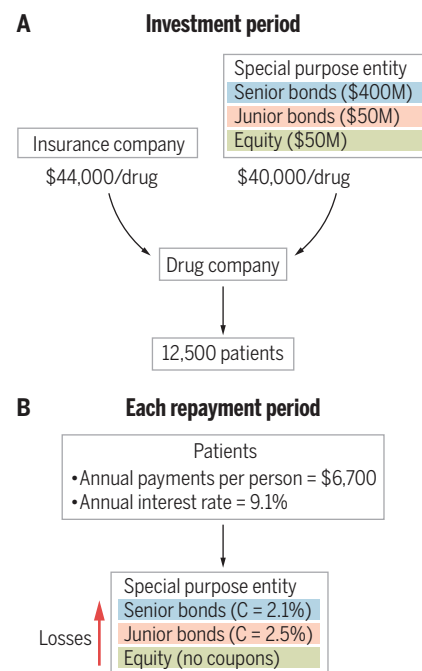 A Investment period
Special purpose entity
Senior bonds ($400M)
Junior bonds ($50M)
Equity ($50M)
Insurance company
$44,000/drug
$40,000/drug
Drug company
12,500 patients
B Each repayment period
Patients
•Annual payments per person = $6,700
•Annual interest rate = 9.1%
Special purpose entity
Senior bonds (C = 2.1%)
Junior bonds (C = 2.5%)
Equity (no coupons)
Losses